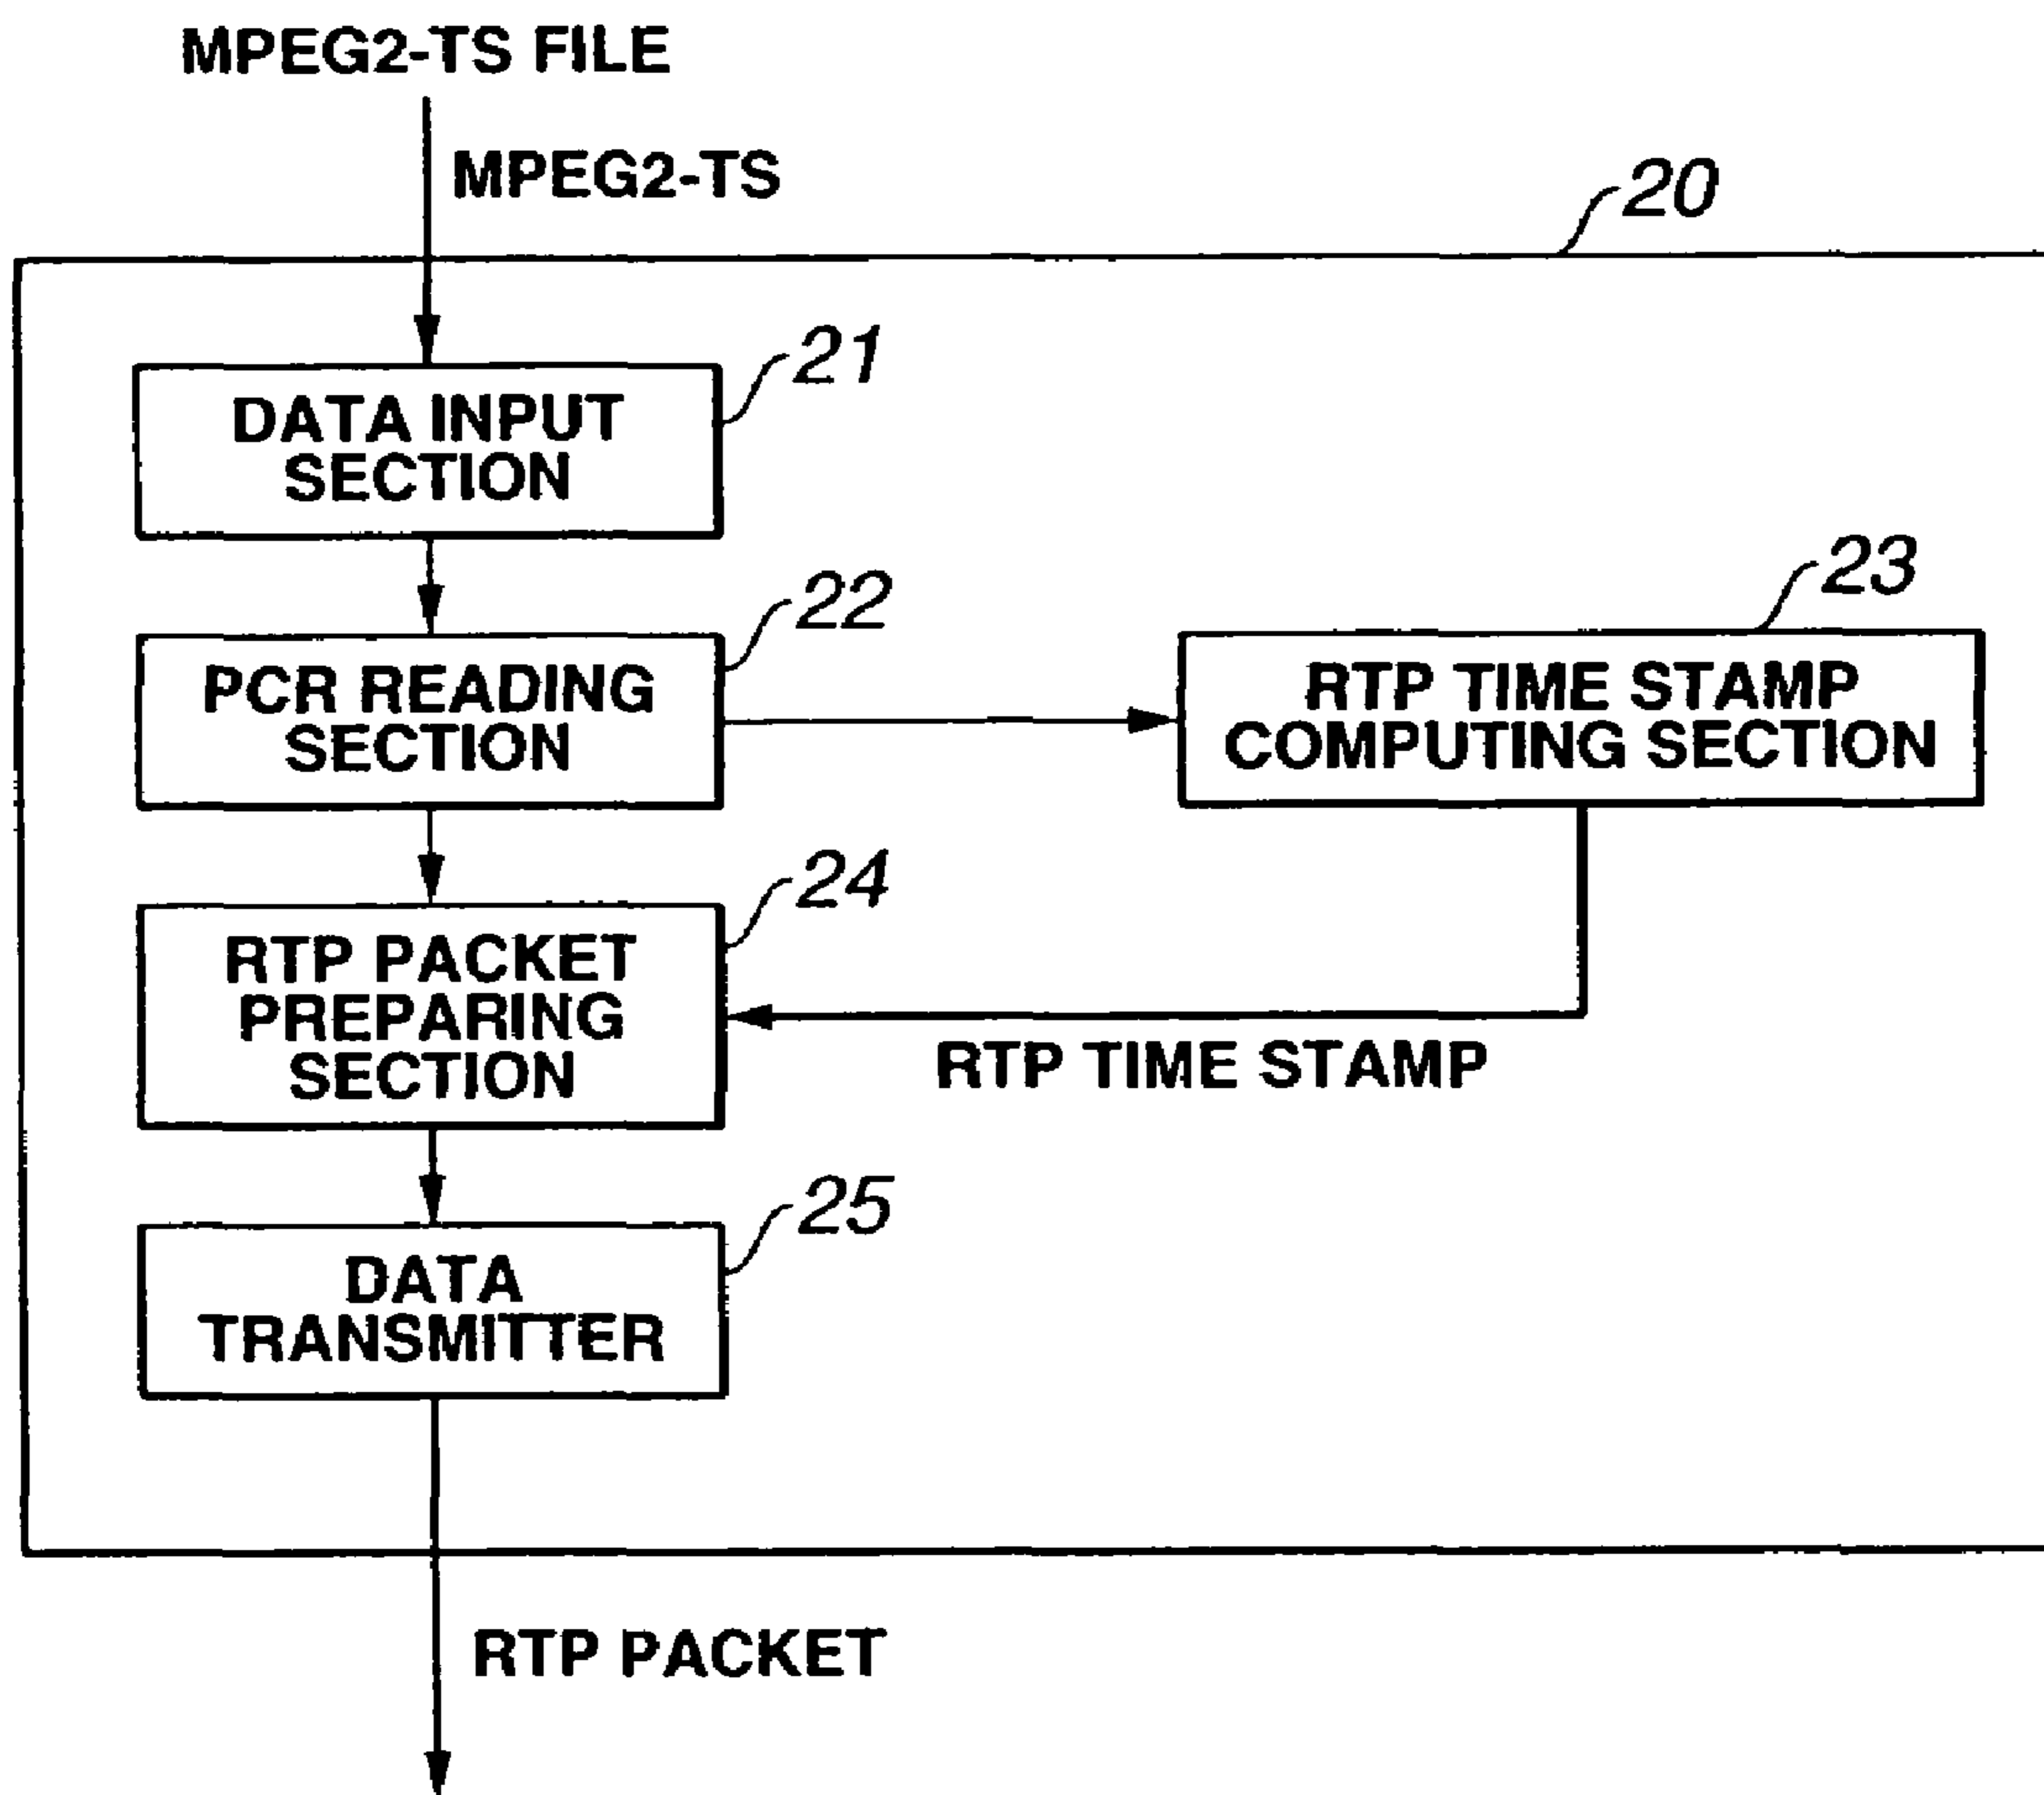 MPEG2-TS FILE
MPEG2-TS
20
21
DATA INPUT
SECTION
22
23
PCR READING
SECTION
RTP TIME STAMP
COMPUTING SECTION
24
RTP PACKET
PREPARING
SECTION
RTP TIME STAMP
25
DATA
TRANSMITTER
RTP PACKET